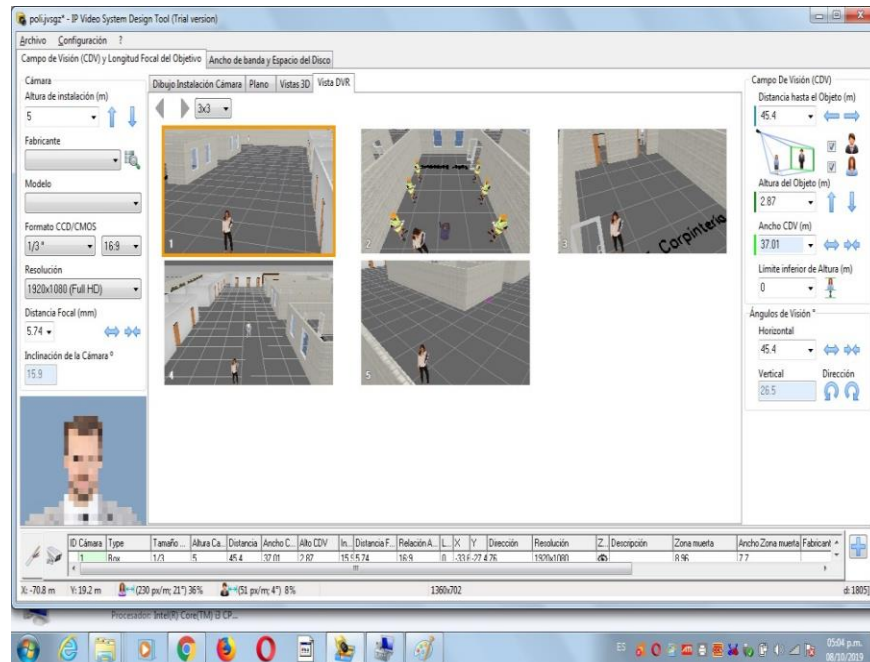 poli.jvsgz* - IP Video System Design Tool (Trial version)
Archivo Configuración ?
Campo de Visión (CDV) y Longitud Focal del Objetivo Ancho de banda y Espacio del Disco
Cámara
Altura de instalación (m)
5
Fabricante
Modelo
Formato CCD/CMOS
1/3" 16:9
Resolución
1920x1080 (Full HD)
Distancia Focal (mm)
5.74
Inclinación de la Cámara º
15.9
Dibujo Instalación Cámara Plano Vistas 3D Vista DVR
3x3
1
2
3
Carpintería
4
5
Campo De Visión (CDV)
Distancia hasta el Objeto (m)
45.4
Altura del Objeto (m)
2.87
Ancho CDV (m)
37.01
Límite inferior de Altura (m)
0
Ángulos de Visión º
Horizontal
45.4
Vertical Dirección
26.5
ID Cámara Type Tamaño ... Altura Ca... Distancia Ancho C... Alto CDV In... Distancia F... Relación A... L... X Y Dirección Resolución Z... Descripción Zona muerta Ancho Zona muerta Fabricant
1 Box 1/3 5 45.4 37.01 2.87 5.74 16:9 0 4.76 1920x1080 8.96 7.7
X: -70.8 m Y: 19.2 m (230 px/m; 21°) 36% (51 px/m; 4°) 8% 1360x702 d: 1805
Procesador: Intel(R) Core(TM) i3 CP...
ES 05:04 p.m.
08/10/2019